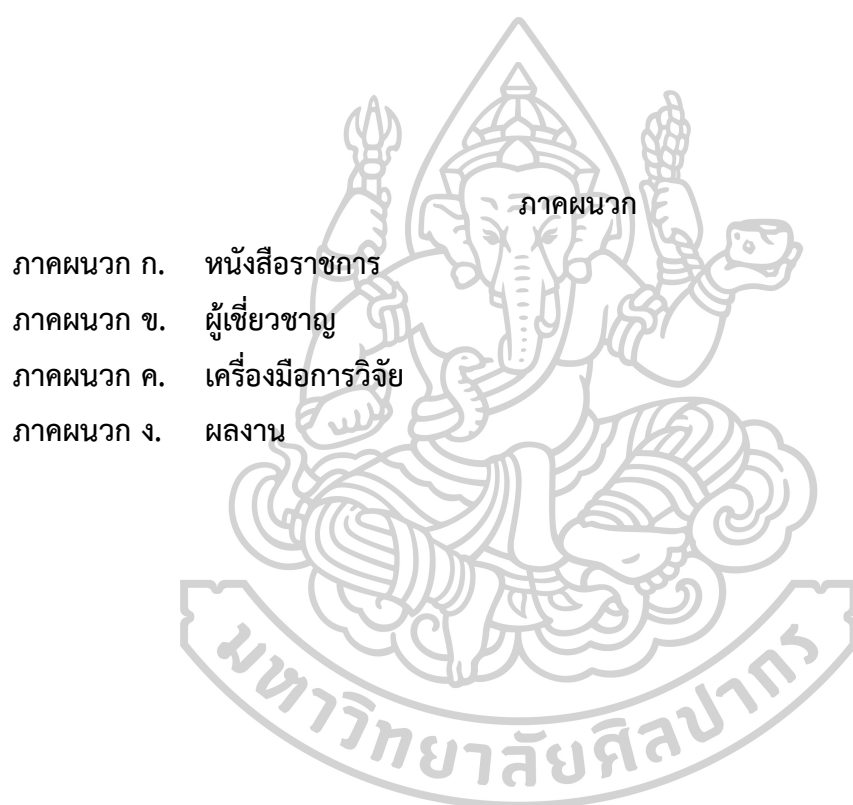 ภาคผนวก
ภาคผนวก ก. หนังสือราชการ
ภาคผนวก ข. ผู้เชี่ยวชาญ
ภาคผนวก ค. เครื่องมือการวิจัย
ภาคผนวก ง. ผลงาน
มหาวิทยาลัยศิลปากร